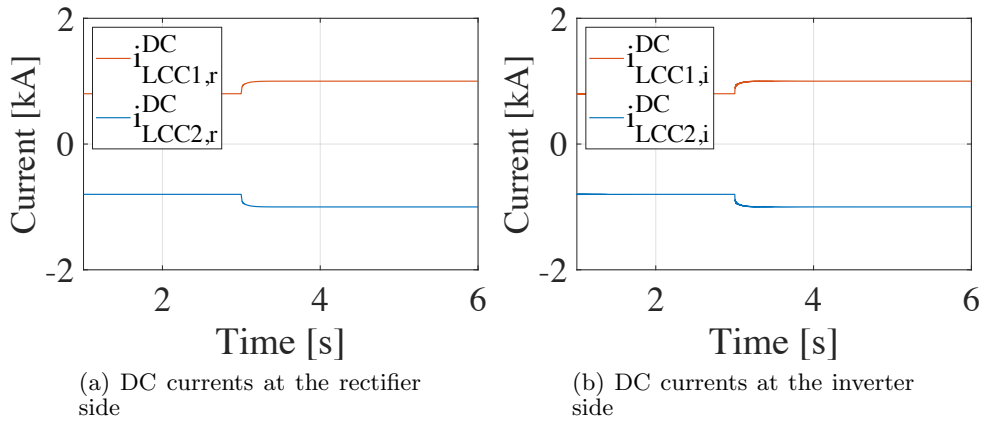 2
0
-2
Current [kA]
i DC LCC1,r
i DC LCC2,r
2 4 6
Time [s]
(a) DC currents at the rectifier
side
2
0
-2
Current [kA]
i DC LCC1,i
i DC LCC2,i
2 4 6
Time [s]
(b) DC currents at the inverter
side